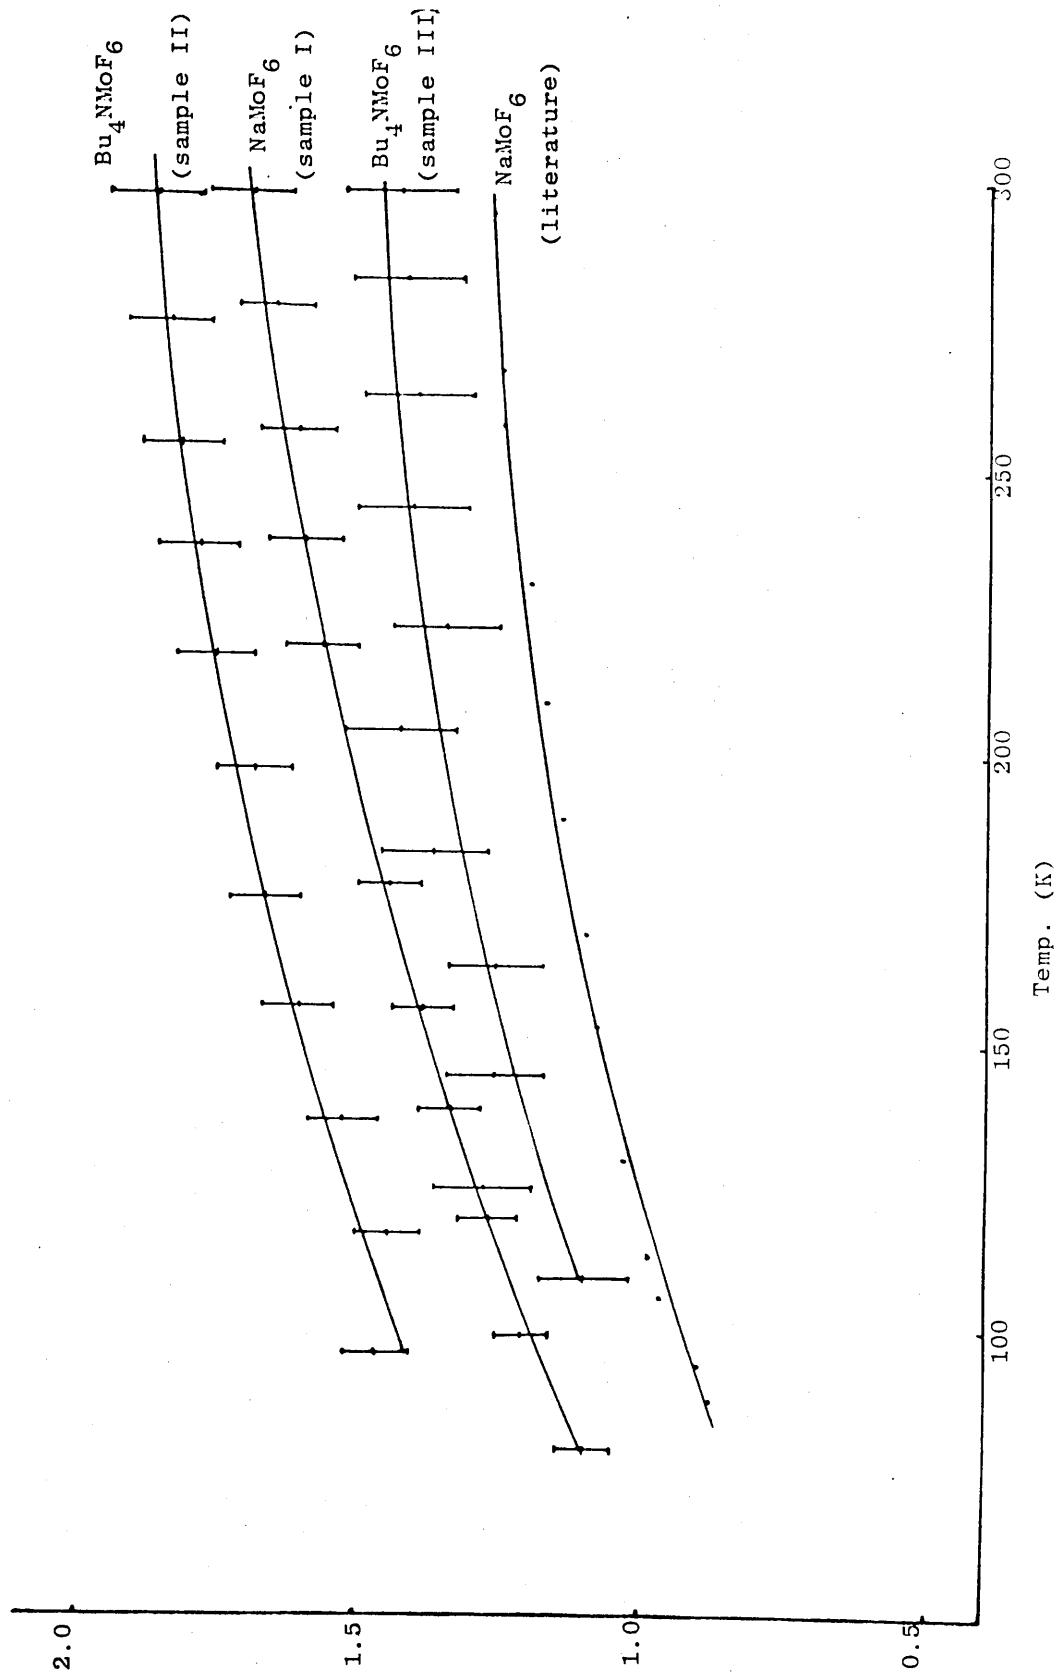 Bu4NMoF6
(sample II)
NaMoF6
(sample I)
Bu4NMoF6
(sample III)
NaMoF6
(literature)
2.0
1.5
1.0
0.5
100
150
200
250
300
Temp. (K)